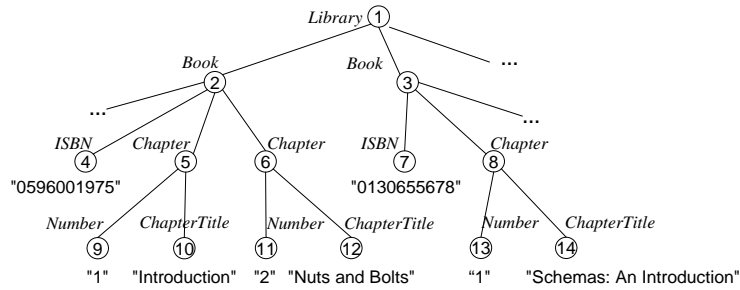 Library 1
...
Book Book
2 3
... ...
ISBN Chapter Chapter ISBN Chapter
4 5 6 7 8
"0596001975" "0130655678"
Number ChapterTitle Number ChapterTitle Number ChapterTitle
9 10 11 12 13 14
"1" "Introduction" "2" "Nuts and Bolts" “1” "Schemas: An Introduction"